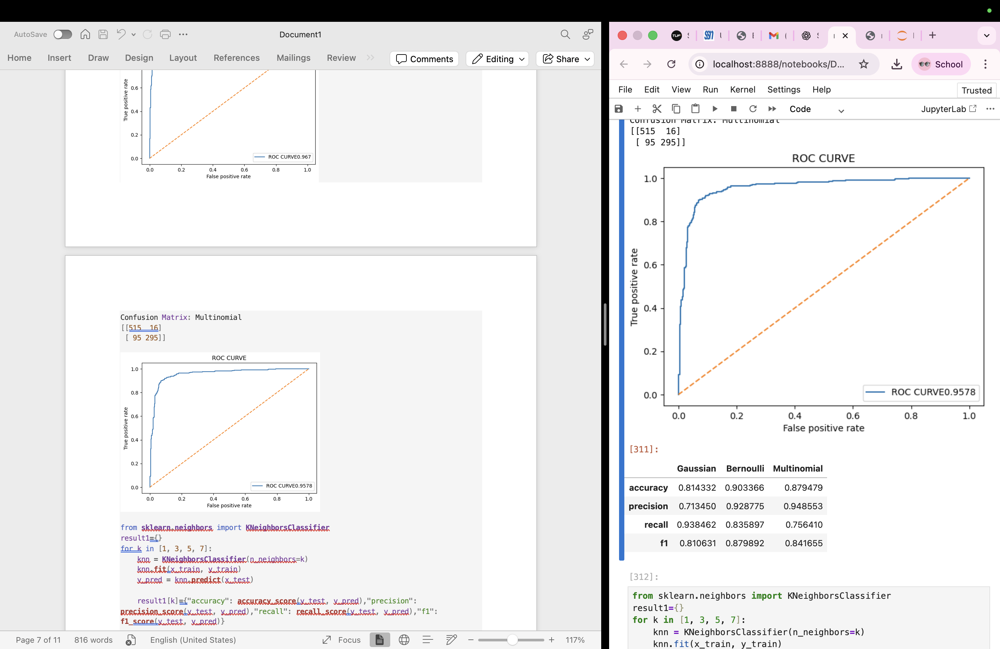 AutoSave
Document1
Home Insert Draw Design Layout References Mailings Review
Comments Editing Share
True positive rate
0.6
0.4
0.2
0.0
ROC CURVE0.967
0.0 0.2 0.4 0.6 0.8 1.0
False positive rate
Confusion Matrix: Multinomial
[[515  16]
 [ 95 295]]
ROC CURVE
True positive rate
1.0
0.8
0.6
0.4
0.2
0.0
ROC CURVE0.9578
0.0 0.2 0.4 0.6 0.8 1.0
False positive rate
from sklearn.neighbors import KNeighborsClassifier
result1={}
for k in [1, 3, 5, 7]:
    knn = KNeighborsClassifier(n_neighbors=k)
    knn.fit(x_train, y_train)
    y_pred = knn.predict(x_test)
    result1[k]={"accuracy": accuracy_score(y_test, y_pred),"precision":
precision_score(y_test, y_pred),"recall": recall_score(y_test, y_pred),"f1":
f1_score(y_test, y_pred)}
Page 7 of 11 816 words English (United States) Focus 117%
TUF SSN
localhost:8888/notebooks/D... School
File Edit View Run Kernel Settings Help Trusted
Code JupyterLab
Confusion Matrix: Multinomial
[[515  16]
 [ 95 295]]
ROC CURVE
True positive rate
1.0
0.8
0.6
0.4
0.2
0.0
ROC CURVE0.9578
0.0 0.2 0.4 0.6 0.8 1.0
False positive rate
[311]:
Gaussian Bernoulli Multinomial
accuracy 0.814332 0.903366 0.879479
precision 0.713450 0.928775 0.948553
recall 0.938462 0.835897 0.756410
f1 0.810631 0.879892 0.841655
[312]:
from sklearn.neighbors import KNeighborsClassifier
result1={}
for k in [1, 3, 5, 7]:
    knn = KNeighborsClassifier(n_neighbors=k)
    knn.fit(x_train, y_train)